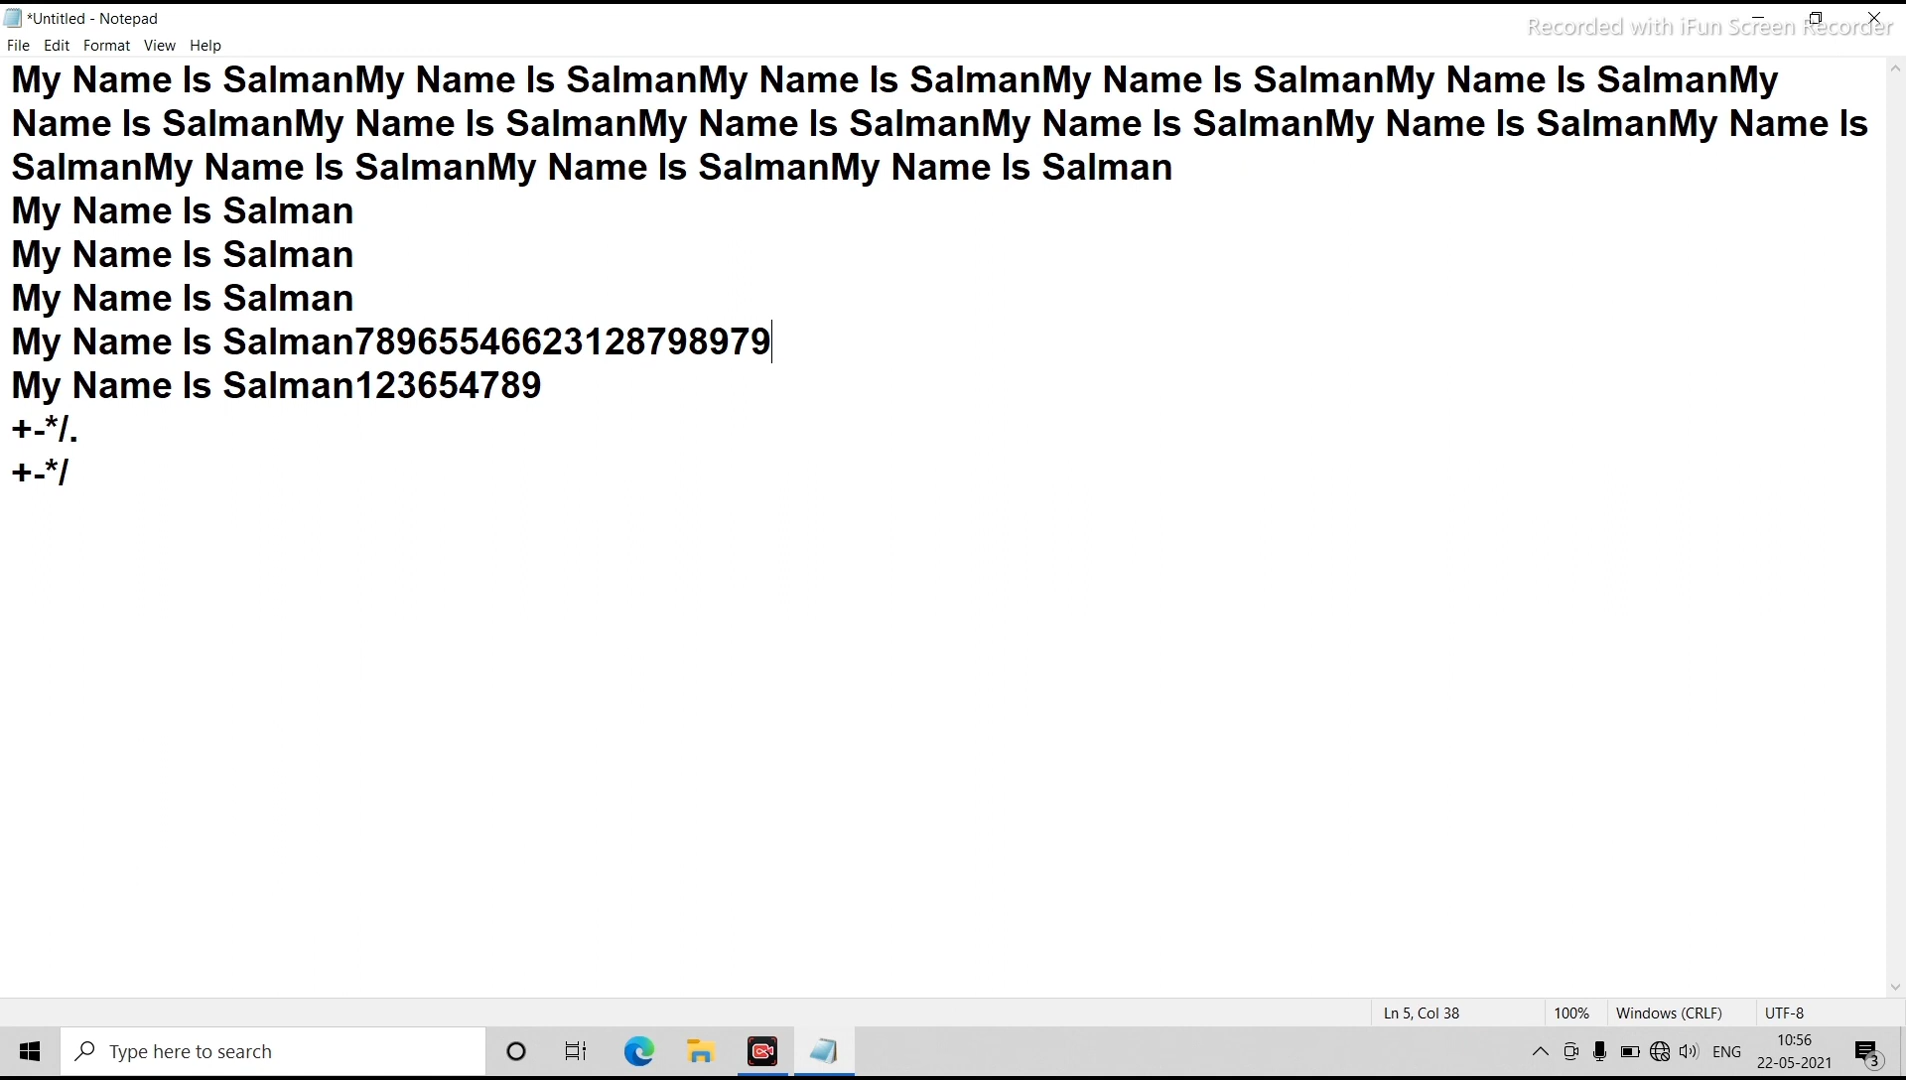 *Untitled - Notepad
Recorded with iFun Screen Recorder
File Edit Format View Help
My Name Is SalmanMy Name Is SalmanMy Name Is SalmanMy Name Is SalmanMy Name Is SalmanMy
Name Is SalmanMy Name Is SalmanMy Name Is SalmanMy Name Is SalmanMy Name Is SalmanMy Name Is
SalmanMy Name Is SalmanMy Name Is SalmanMy Name Is Salman
My Name Is Salman
My Name Is Salman
My Name Is Salman
My Name Is Salman78965546623128798979
My Name Is Salman123654789
+-*/.
+-*/
Ln 5, Col 38 100% Windows (CRLF) UTF-8
Type here to search
ENG
10:56
22-05-2021
3